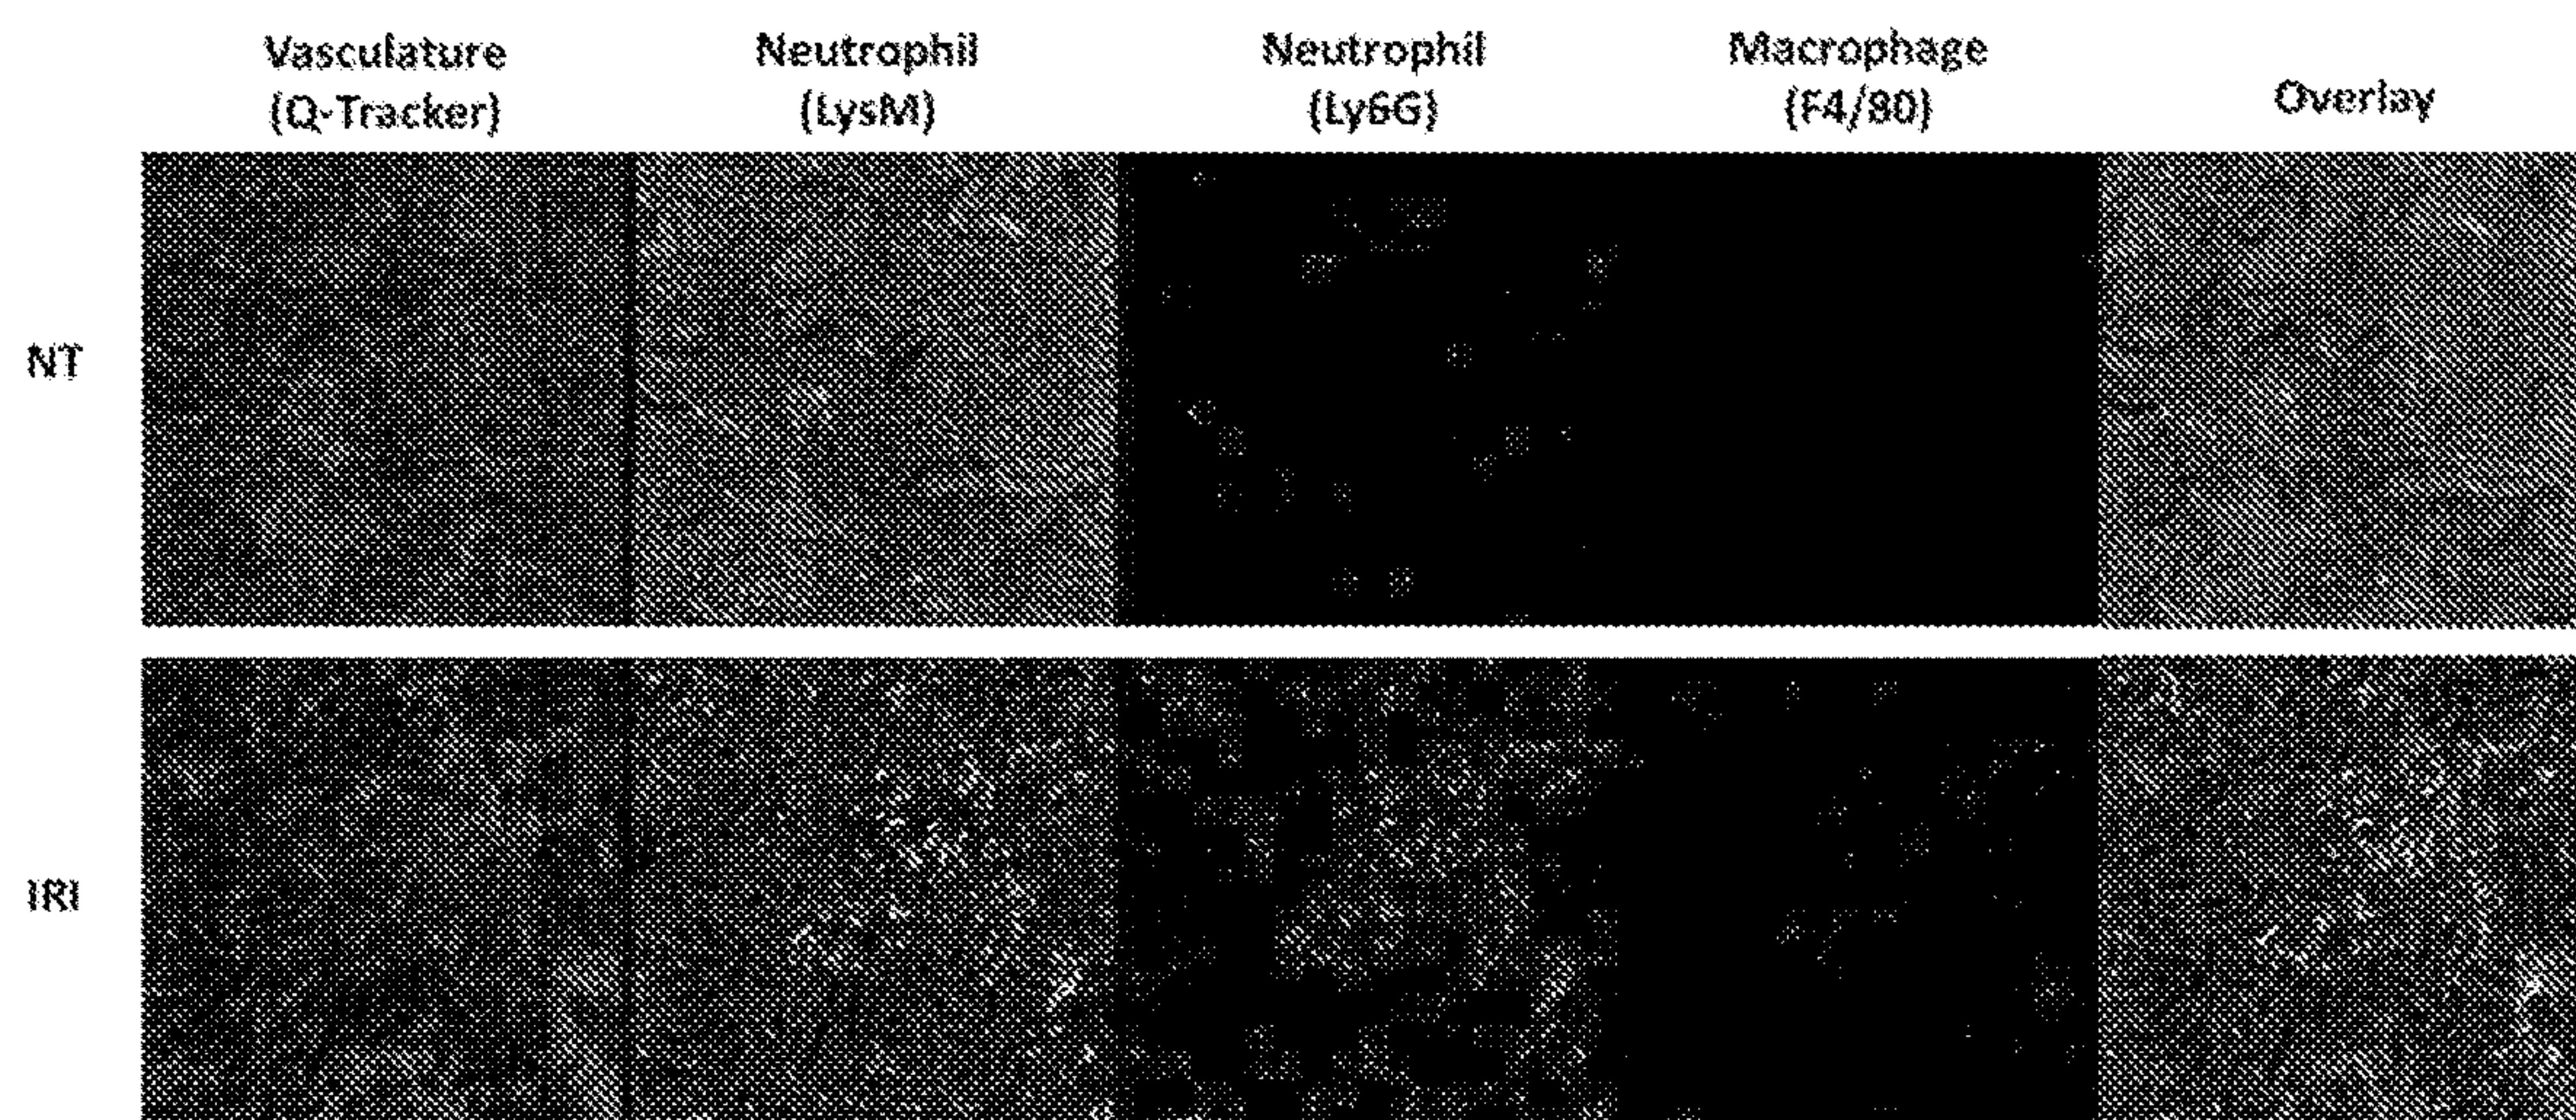 Vasculature
(Q-Tracker)
Neutrophil
(LysM)
Neutrophil
(Ly6G)
Macrophage
(F4/80)
Overlay
NT
IRI